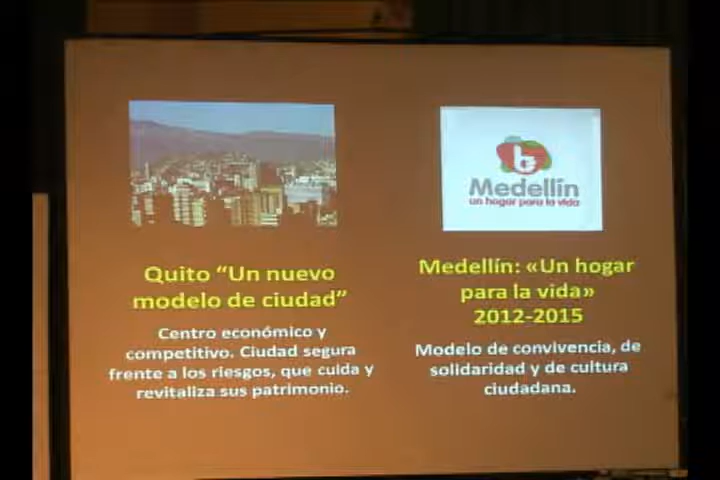 Quito “Un nuevo
modelo de ciudad”
Centro económico y
competitivo. Ciudad segura
frente a los riesgos, que cuida y
revitaliza sus patrimonio.
Medellín
un hogar para la vida
Medellín: «Un hogar
para la vida»
2012-2015
Modelo de convivencia, de
solidaridad y de cultura
ciudadana.